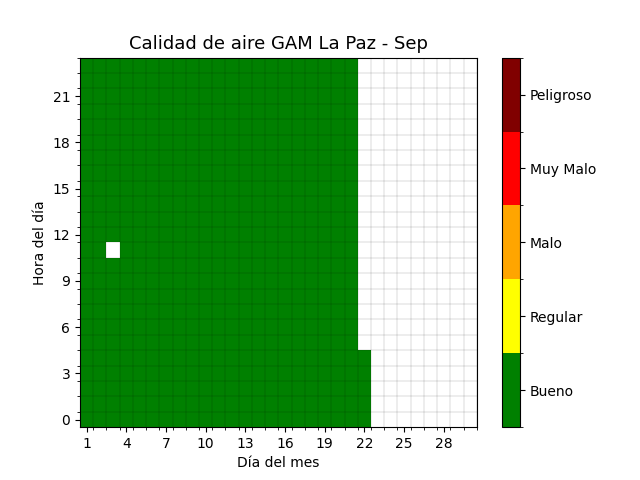 Calidad de aire GAM La Paz - Sep
Hora del día
21
18
15
12
9
6
3
0
1 4 7 10 13 16 19 22 25 28
Día del mes
Peligroso
Muy Malo
Malo
Regular
Bueno